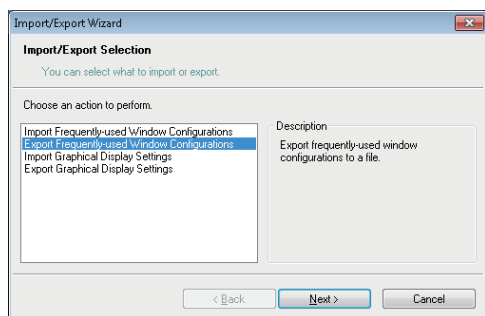 Import/Export Wizard
Import/Export Selection
You can select what to import or export.
Choose an action to perform.
Import Frequently-used Window Configurations
Export Frequently-used Window Configurations
Import Graphical Display Settings
Export Graphical Display Settings
Description
Export frequently-used window
configurations to a file.
< Back
Next >
Cancel